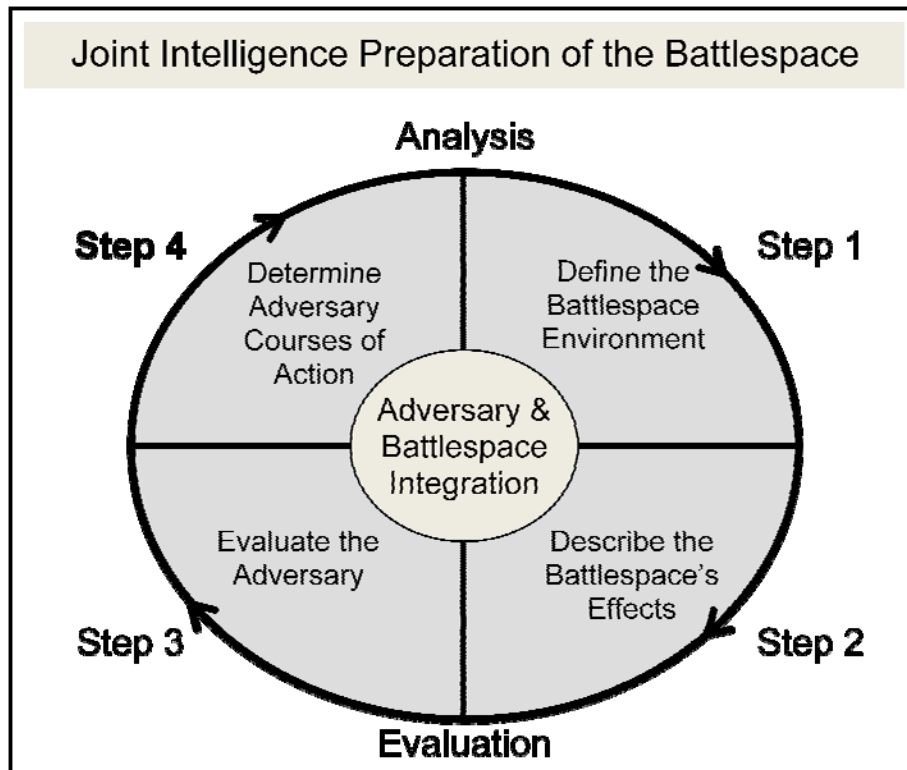 Joint Intelligence Preparation of the Battlespace
Analysis
Step 1
Define the
Battlespace
Environment
Step 2
Describe the
Battlespace's
Effects
Evaluation
Step 3
Evaluate the
Adversary
Step 4
Determine
Adversary
Courses of
Action
Adversary &
Battlespace
Integration